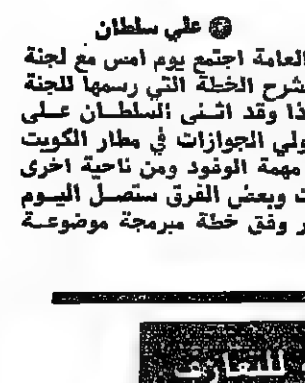 علي سلطان
العامة اجتمع يوم امس مع لجنة
شرح الخطة التي رسمها للجنة
ذا وقد اثنى السلطان على
ولي الجوازات في مطار الكويت
مهمة الوفود ومن ناحية اخرى
ت وبعض الفرق ستصل اليوم
ر وفق خطة مبرمجة موضوعة
للتعارف